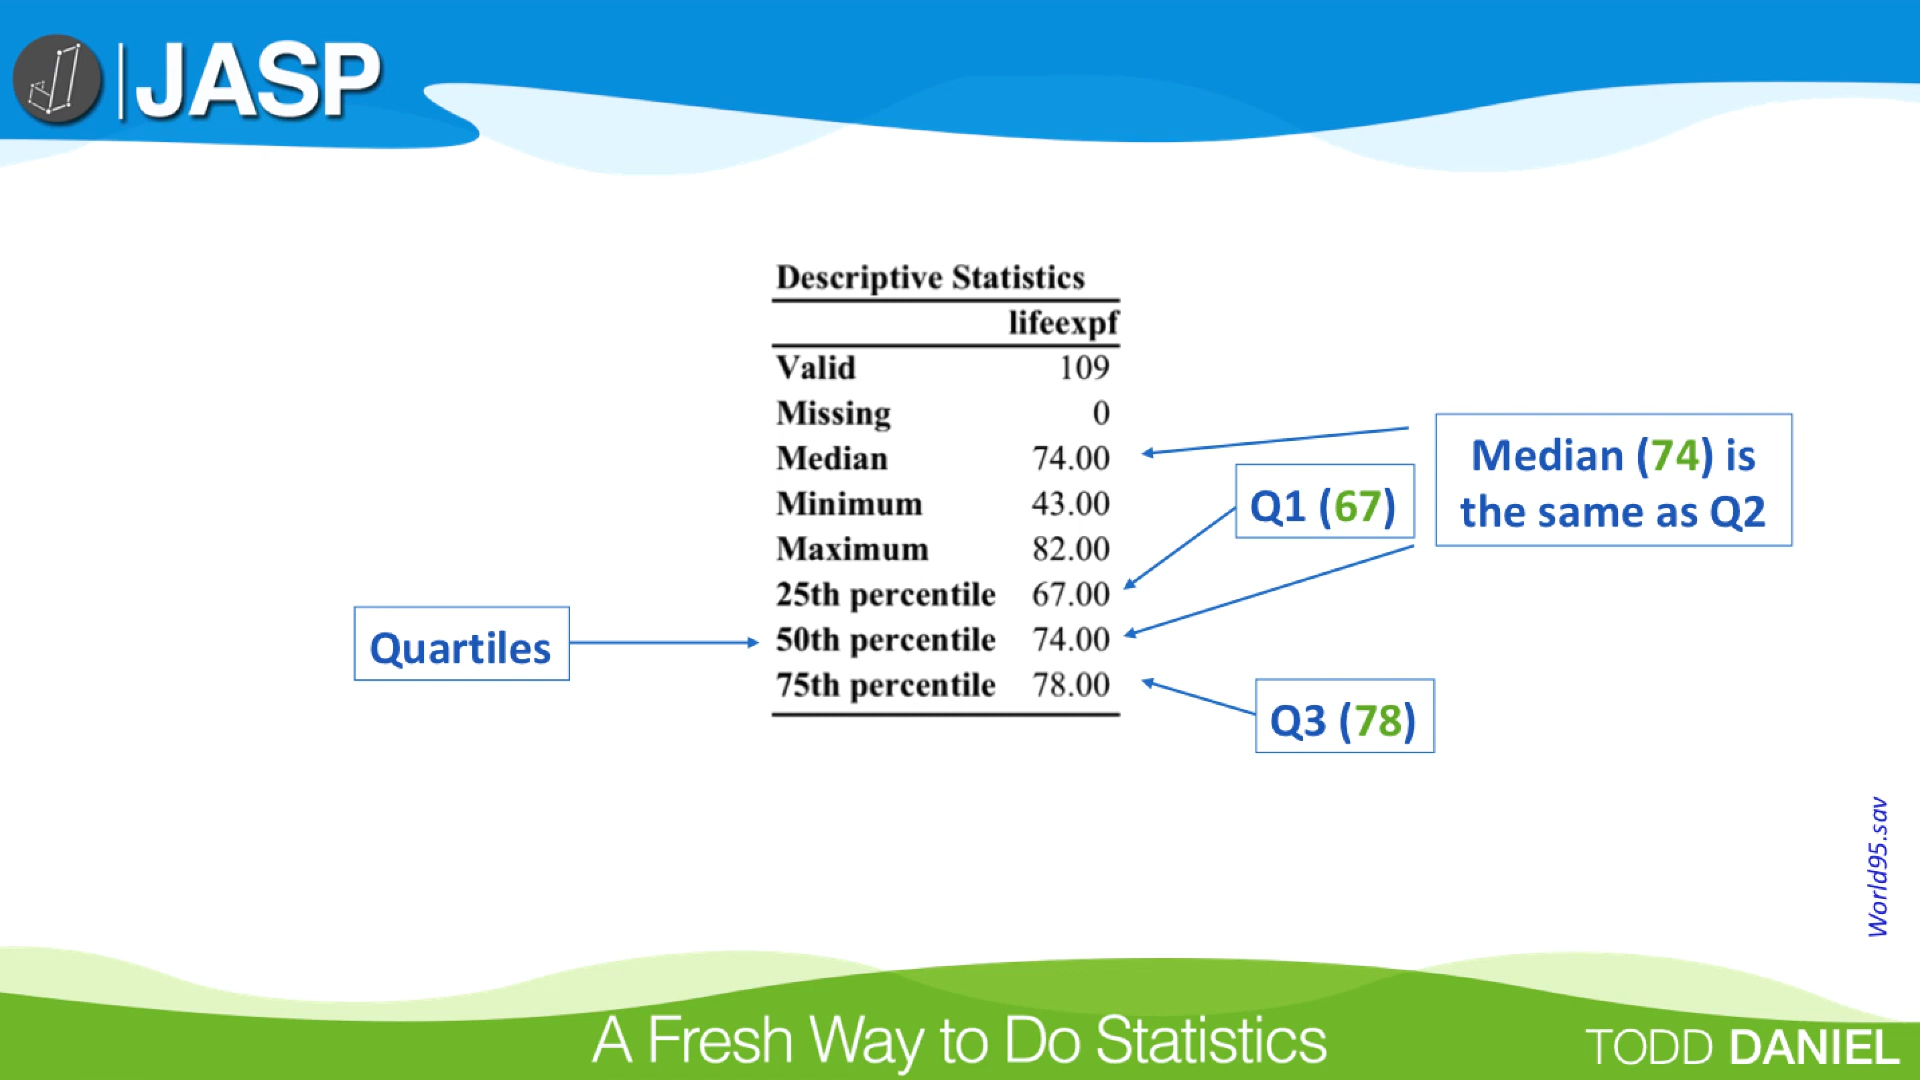 JASP
Descriptive Statistics
lifeexpf
Valid 109
Missing 0
Median 74.00
Minimum 43.00
Maximum 82.00
25th percentile 67.00
50th percentile 74.00
75th percentile 78.00
Quartiles
Q1 (67)
Median (74) is
the same as Q2
Q3 (78)
World95.sav
A Fresh Way to Do Statistics
TODD DANIEL